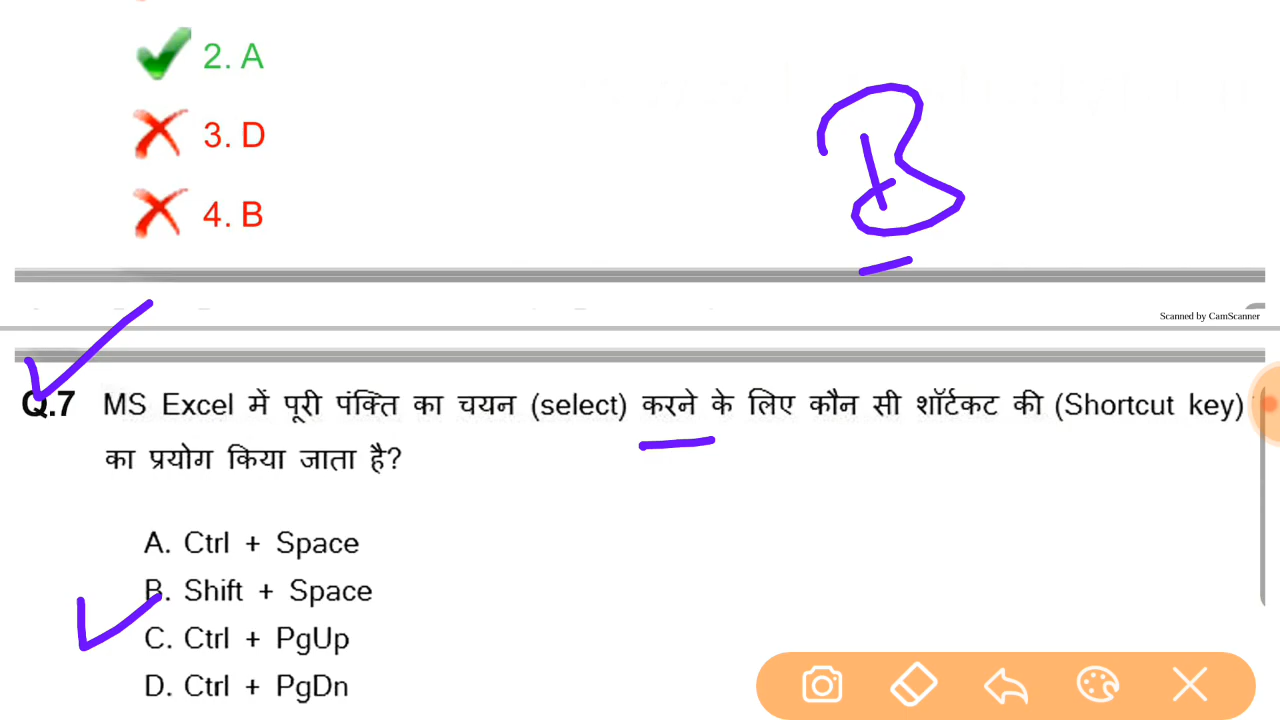 2. A
3. D
4. B
B
Scanned by CamScanner
Q.7 MS Excel में पूरी पंक्ति का चयन (select) करने के लिए कौन सी शॉर्टकट की (Shortcut key)
का प्रयोग किया जाता है?
A. Ctrl + Space
B. Shift + Space
C. Ctrl + PgUp
D. Ctrl + PgDn